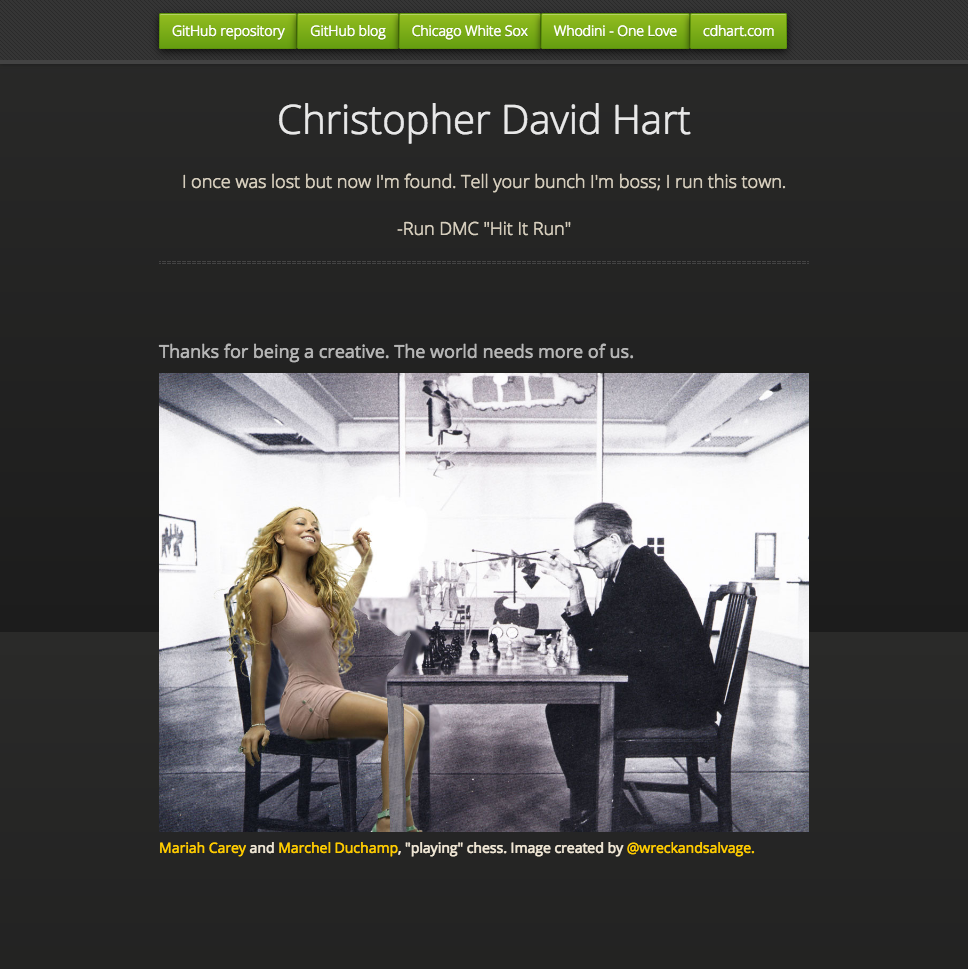 GitHub repository GitHub blog Chicago White Sox Whodini - One Love cdhart.com
Christopher David Hart
I once was lost but now I'm found. Tell your bunch I'm boss; I run this town.
-Run DMC "Hit It Run"
Thanks for being a creative. The world needs more of us.
Mariah Carey and Marchel Duchamp, "playing" chess. Image created by @wreckandsalvage.